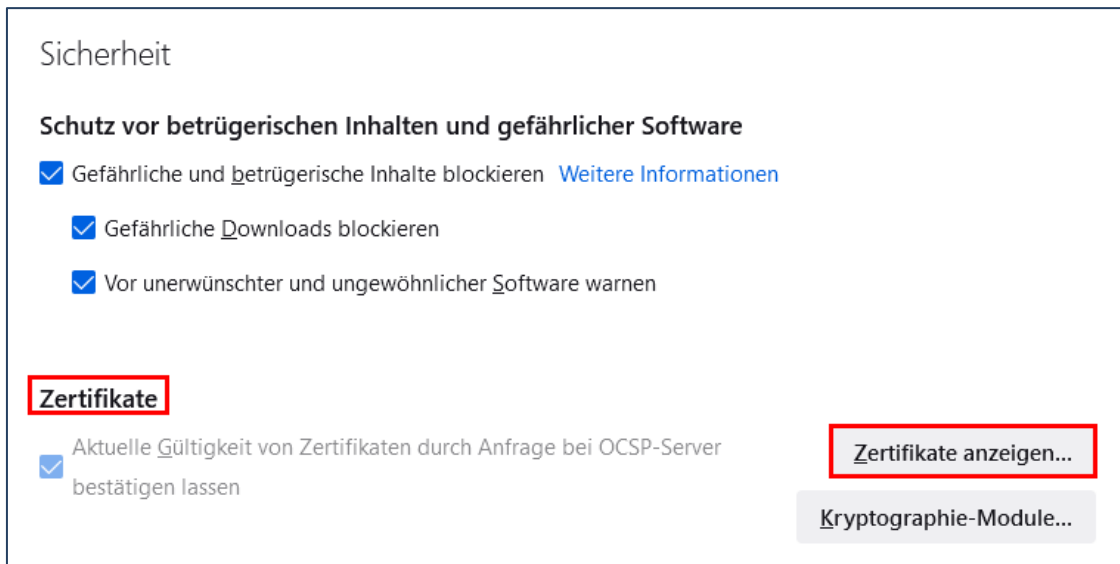 Sicherheit
Schutz vor betrügerischen Inhalten und gefährlicher Software
Gefährliche und betrügerische Inhalte blockieren Weitere Informationen
Gefährliche Downloads blockieren
Vor unerwünschter und ungewöhnlicher Software warnen
Zertifikate
Aktuelle Gültigkeit von Zertifikaten durch Anfrage bei OCSP-Server
bestätigen lassen
Zertifikate anzeigen...
Kryptographie-Module...